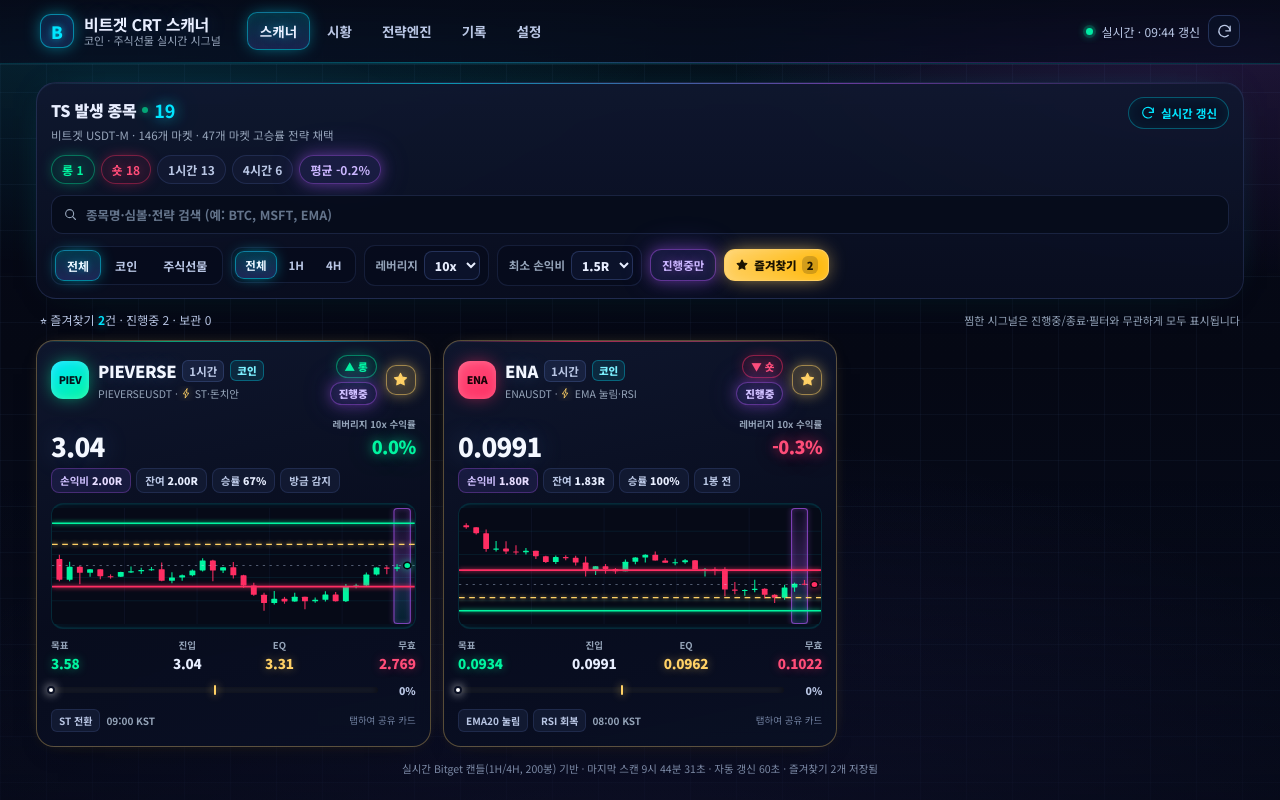 B
비트겟 CRT 스캐너
코인 · 주식선물 실시간 시그널
스캐너 시황 전략엔진 기록 설정
실시간 · 09:44 갱신
TS 발생 종목 19
실시간 갱신
비트겟 USDT-M · 146개 마켓 · 47개 마켓 고승률 전략 채택
롱 1 숏 18 1시간 13 4시간 6 평균 -0.2%
종목명·심볼·전략 검색 (예: BTC, MSFT, EMA)
전체 코인 주식선물 전체 1H 4H 레버리지 10x 최소 손익비 1.5R 진행중만 ★ 즐겨찾기 2
⭐ 즐겨찾기 2건 · 진행중 2 · 보관 0
찜한 시그널은 진행중/종료·필터와 무관하게 모두 표시됩니다
PIEV
PIEVERSE 1시간 코인
▲ 롱
PIEVERSEUSDT · ⚡ ST·돈치안
진행중
레버리지 10x 수익률
3.04
0.0%
손익비 2.00R 잔여 2.00R 승률 67% 방금 감지
목표 진입 EQ 무효
3.58 3.04 3.31 2.769
0%
ST 전환 09:00 KST 탭하여 공유 카드
ENA
ENA 1시간 코인
▼ 숏
ENAUSDT · ⚡ EMA 눌림·RSI
진행중
레버리지 10x 수익률
0.0991
-0.3%
손익비 1.80R 잔여 1.83R 승률 100% 1봉 전
목표 진입 EQ 무효
0.0934 0.0991 0.0962 0.1022
0%
EMA20 눌림 RSI 회복 08:00 KST 탭하여 공유 카드
실시간 Bitget 캔들(1H/4H, 200봉) 기반 · 마지막 스캔 9시 44분 31초 · 자동 갱신 60초 · 즐겨찾기 2개 저장됨